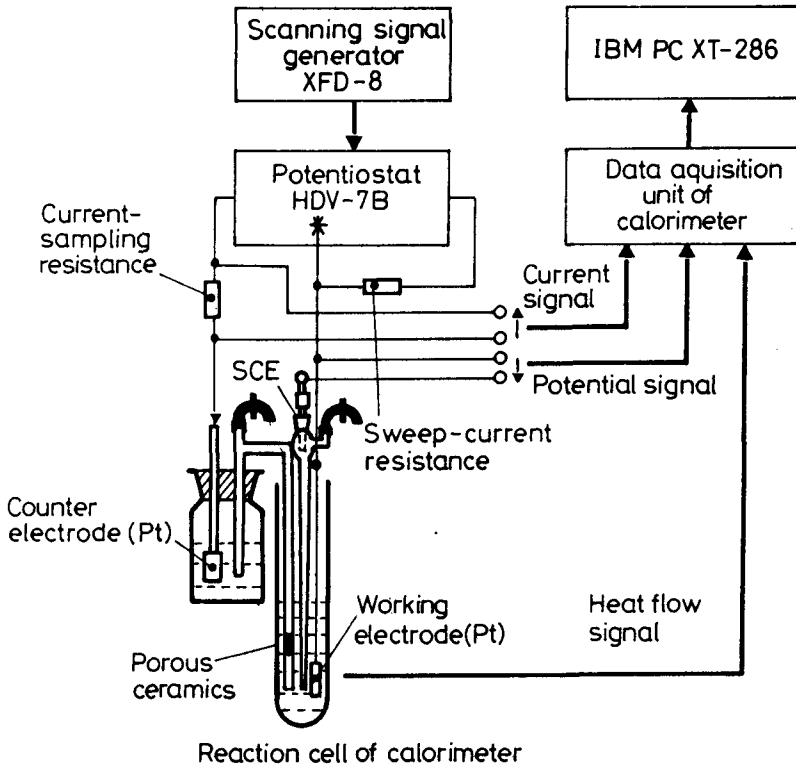 Scanning signal
generator
XFD-8
IBM PC XT-286
Potentiostat
HDV-7B
Data aquisition
unit of
calorimeter
Current-
sampling
resistance
Current
signal
Potential signal
SCE
Sweep-current
resistance
Counter
electrode (Pt)
Working
electrode(Pt)
Heat flow
signal
Porous
ceramics
Reaction cell of calorimeter